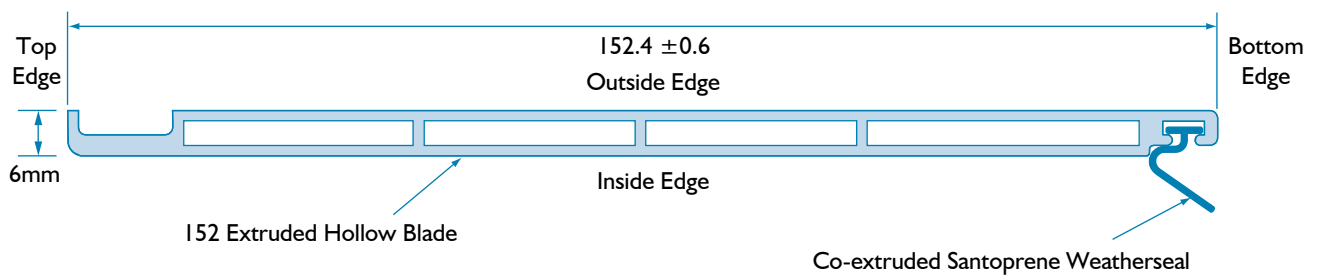 Top
Edge
152.4 ±0.6
Outside Edge
Bottom
Edge
6mm
Inside Edge
152 Extruded Hollow Blade
Co-extruded Santoprene Weatherseal